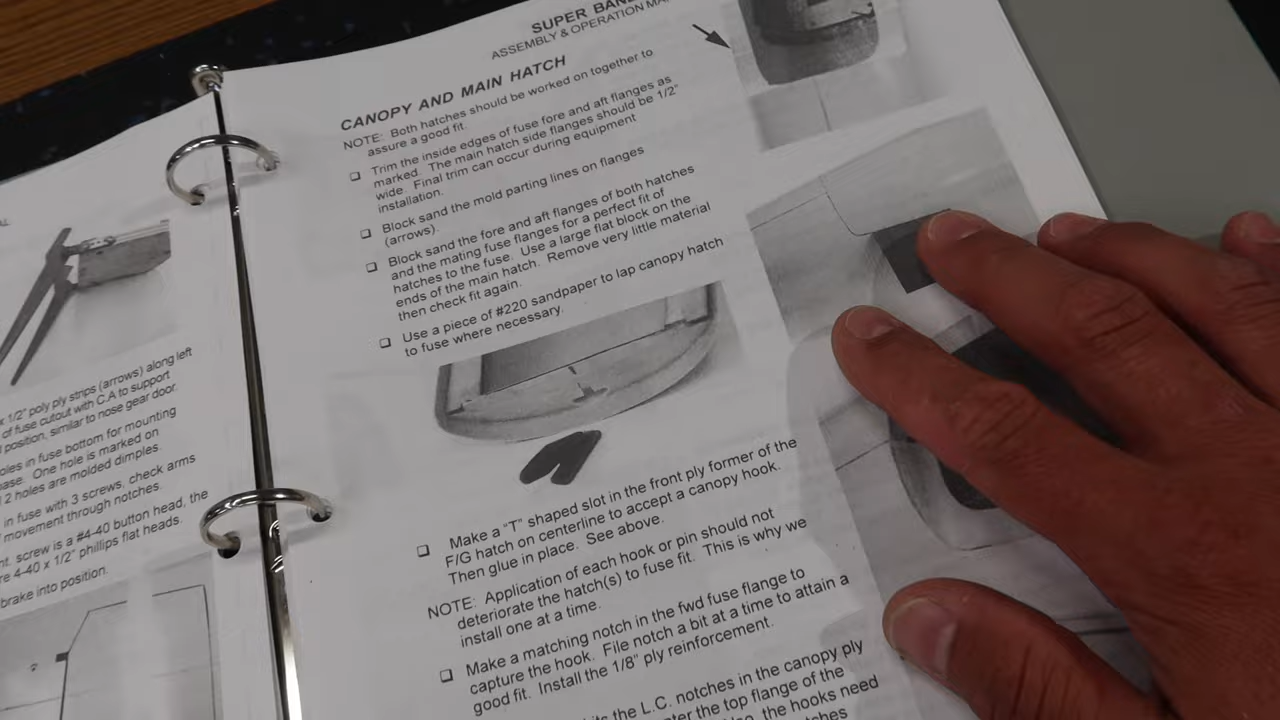 AL
x 1/2" poly ply strips (arrows) along left
of fuse cutout with C.A to support
position, similar to nose gear door.
oles in fuse bottom for mounting
base. One hole is marked on
2 holes are molded dimples.
in fuse with 3 screws, check arms
movement through notches.
nt. screw is a #4-40 button head, the
re 4-40 x 1/2" phillips flat heads.
brake into position.
SUPER BAN
ASSEMBLY & OPERATION MA
CANOPY AND MAIN HATCH
NOTE: Both hatches should be worked on together to
assure a good fit.
❑ Trim the inside edges of fuse fore and aft flanges as
marked. The main hatch side flanges should be 1/2"
wide. Final trim can occur during equipment
installation.
❑ Block sand the mold parting lines on flanges
(arrows).
❑ Block sand the fore and aft flanges of both hatches
and the mating fuse flanges for a perfect fit of
hatches to the fuse. Use a large flat block on the
ends of the main hatch. Remove very little material
then check fit again.
❑ Use a piece of #220 sandpaper to lap canopy hatch
to fuse where necessary.
❑ Make a "T" shaped slot in the front ply former of the
F/G hatch on centerline to accept a canopy hook.
Then glue in place. See above.
NOTE: Application of each hook or pin should not
deteriorate the hatch(s) to fuse fit. This is why we
install one at a time.
❑ Make a matching notch in the fwd fuse flange to
capture the hook. File notch a bit at a time to attain a
good fit. Install the 1/8" ply reinforcement.
the L.C. notches in the canopy ply
the top flange of the
the hooks need